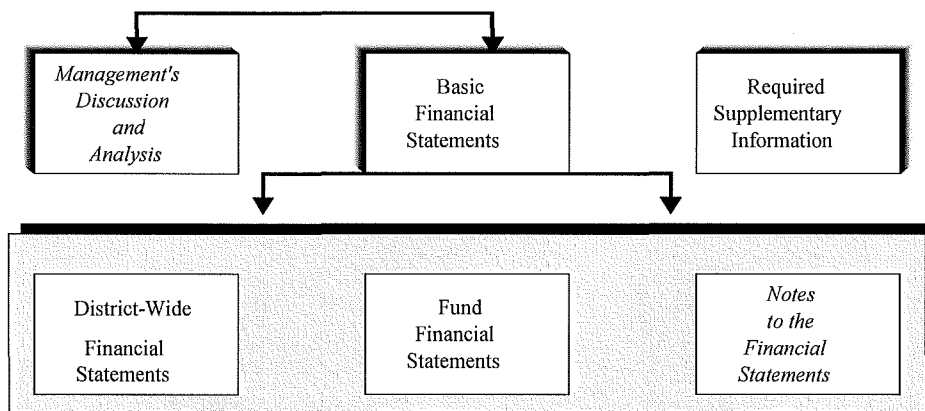 Management's
Discussion
and
Analysis
Basic
Financial
Statements
Required
Supplementary
Information
District-Wide
Financial
Statements
Fund
Financial
Statements
Notes
to the
Financial
Statements